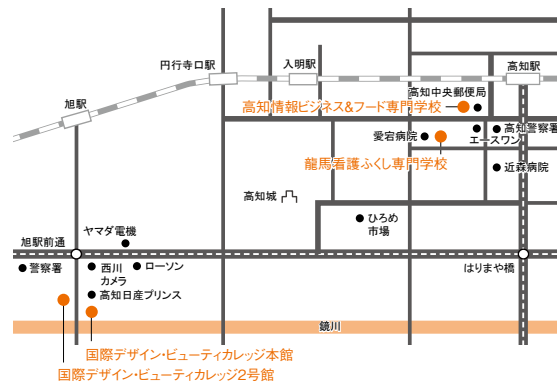 円行寺口駅
入明駅
高知駅
旭駅
高知中央郵便局
高知情報ビジネス&フード専門学校
愛宕病院
エースワン
高知警察署
龍馬看護ふくし専門学校
近森病院
高知城
ひろめ
市場
ヤマダ電機
旭駅前通
警察署
西川
カメラ
ローソン
はりまや橋
高知日産プリンス
鏡川
国際デザイン・ビューティカレッジ本館
国際デザイン・ビューティカレッジ2号館